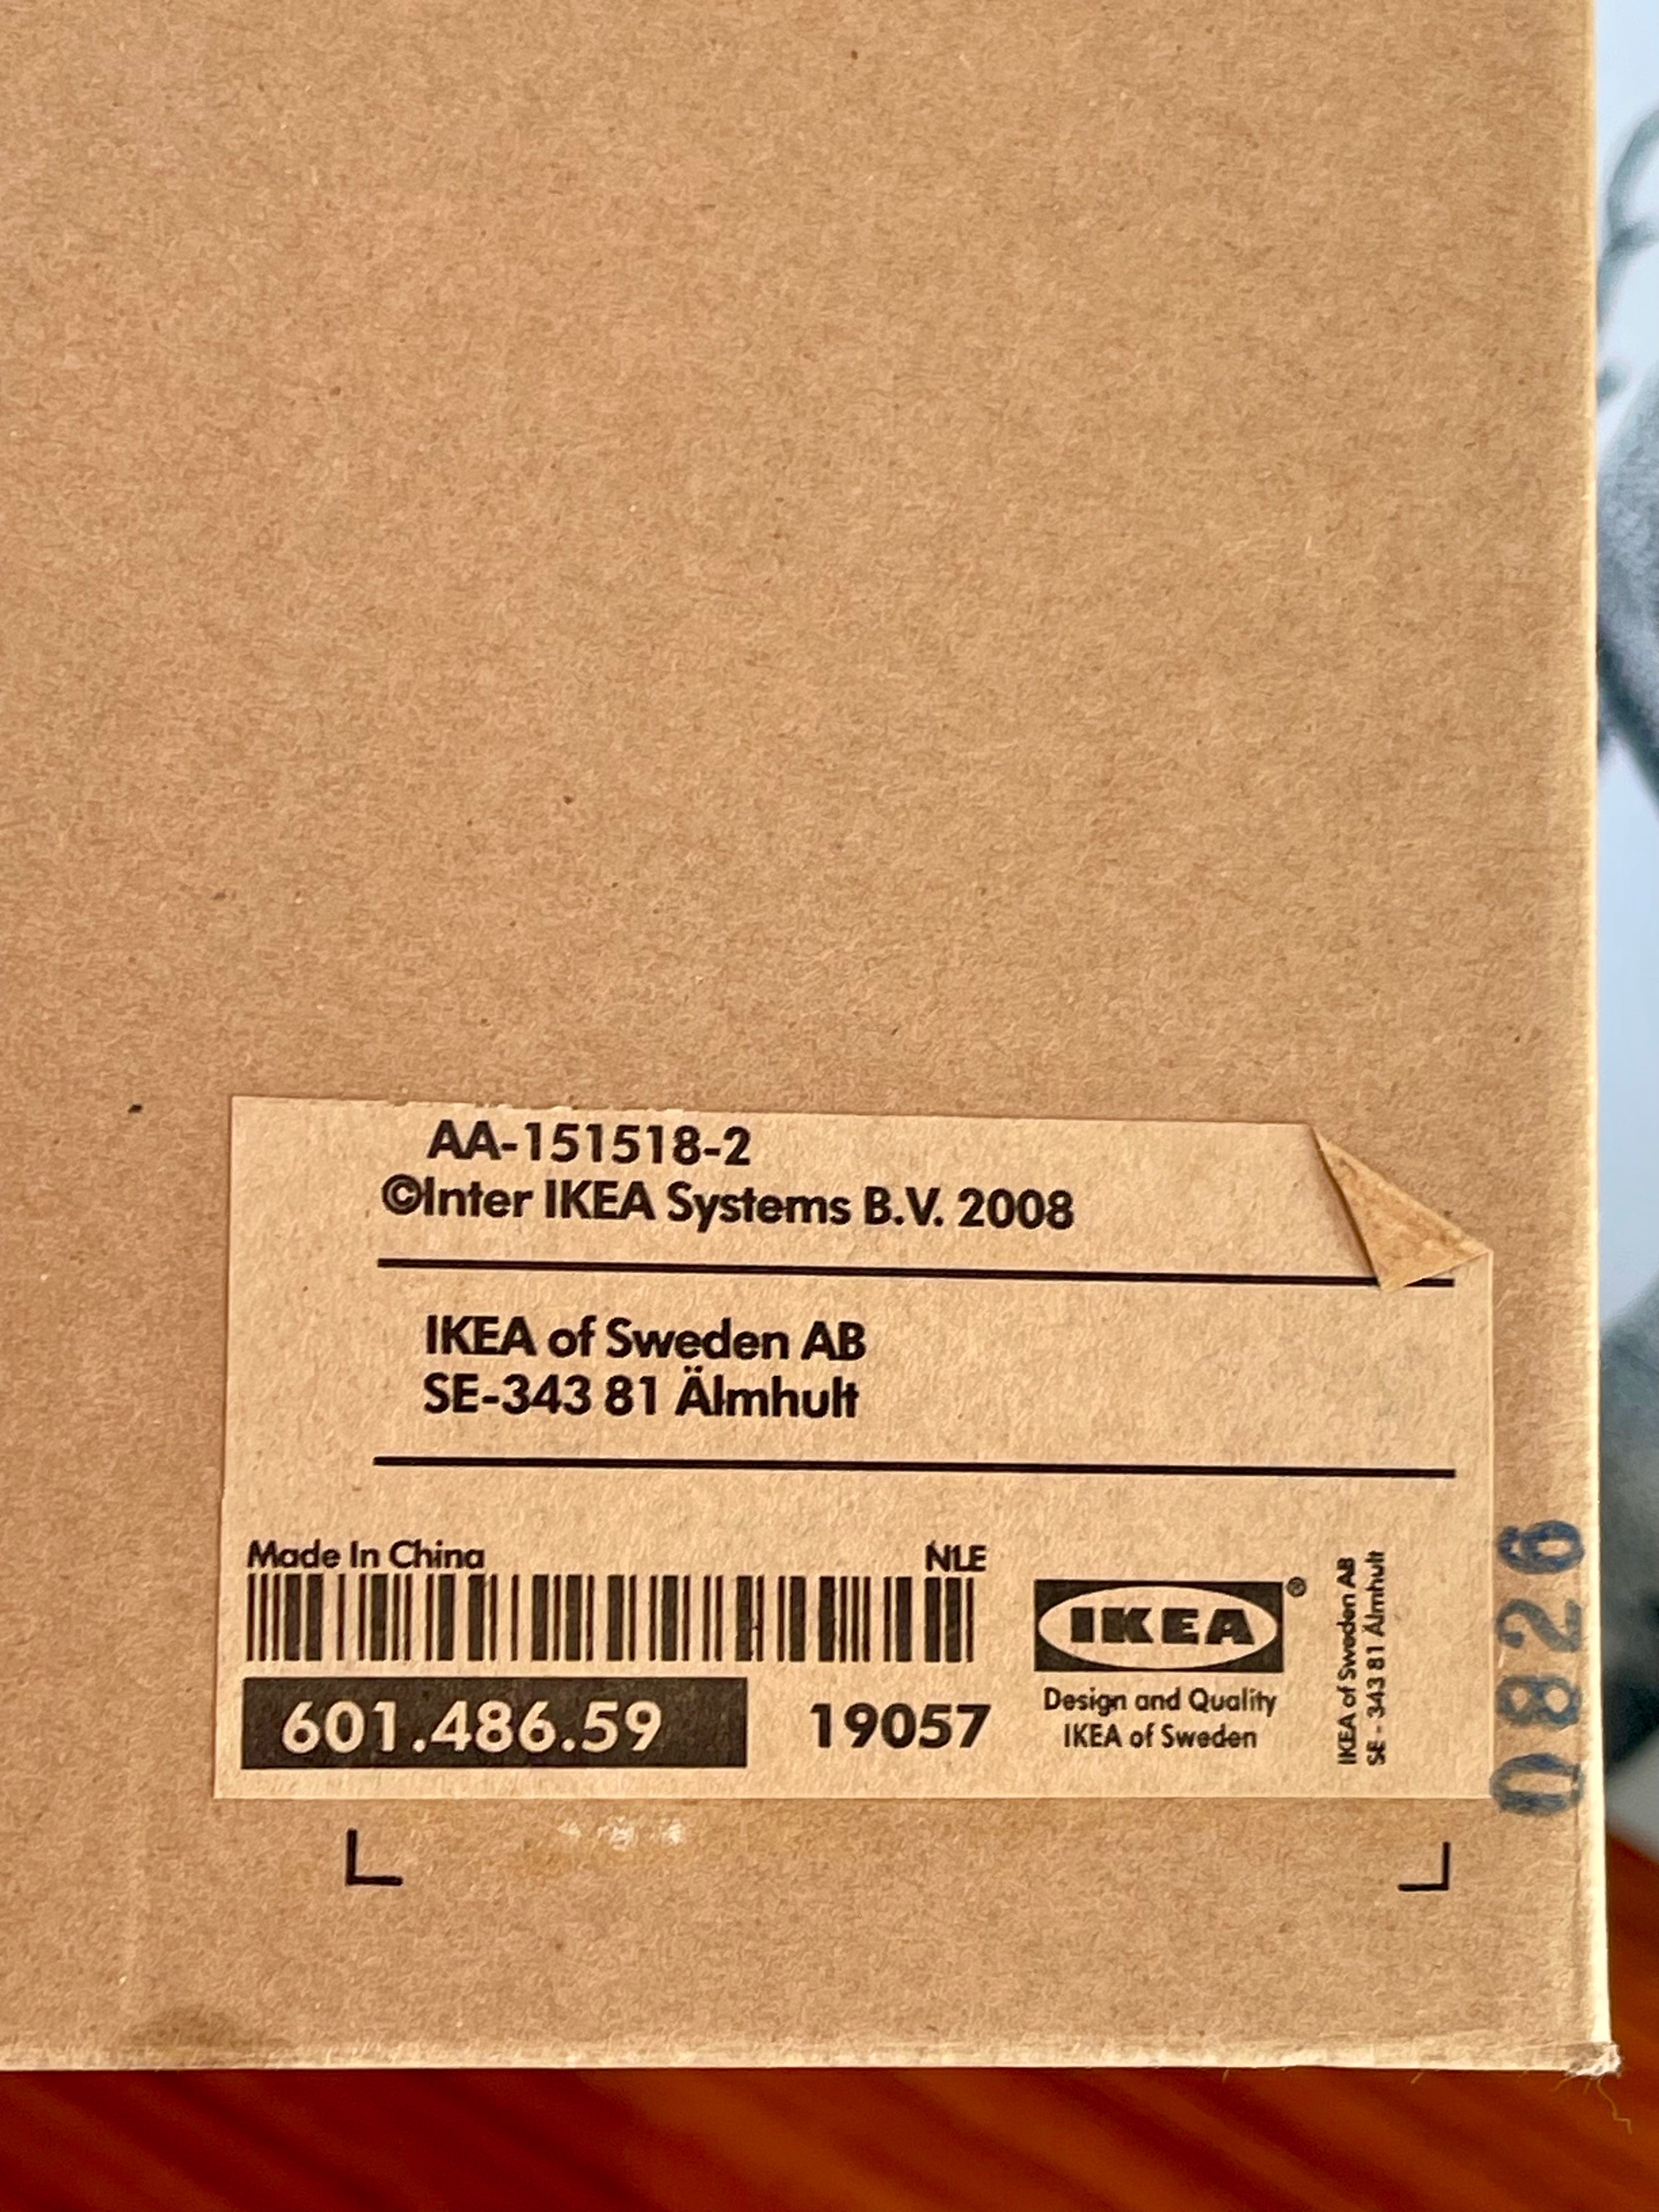 AA-151518-2
©Inter IKEA Systems B.V. 2008
IKEA of Sweden AB
SE-343 81 Älmhult
Made In China
NLE
601.486.59
19057
IKEA®
Design and Quality
IKEA of Sweden
IKEA of Sweden AB
SE - 343 81 Älmhult
0826